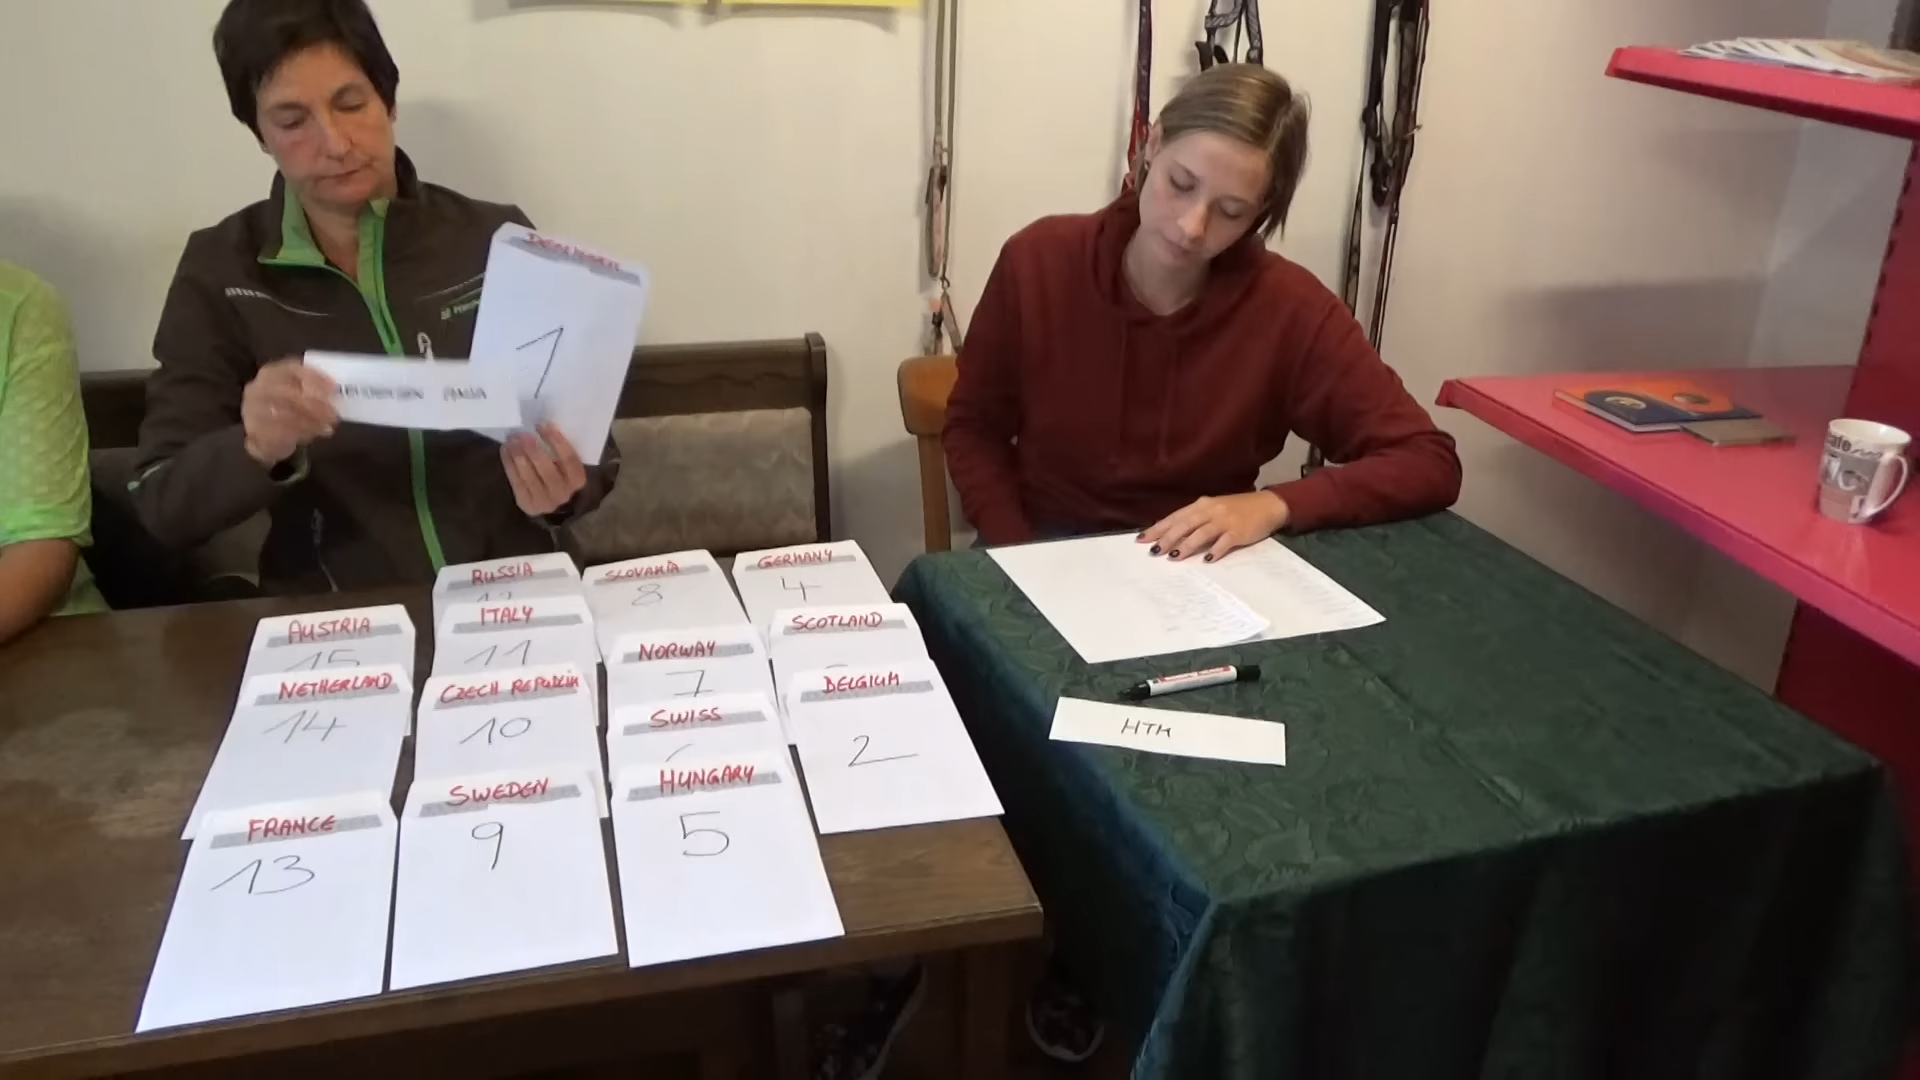 DENMARK
1
RUSSIA
SLOVAKIA
8
GERMANY
4
AUSTRIA
15
ITALY
11
NORWAY
7
SCOTLAND
NETHERLAND
14
CZECH REPUBLIK
10
SWISS
BELGIUM
2
FRANCE
13
SWEDEN
9
HUNGARY
5
HTM